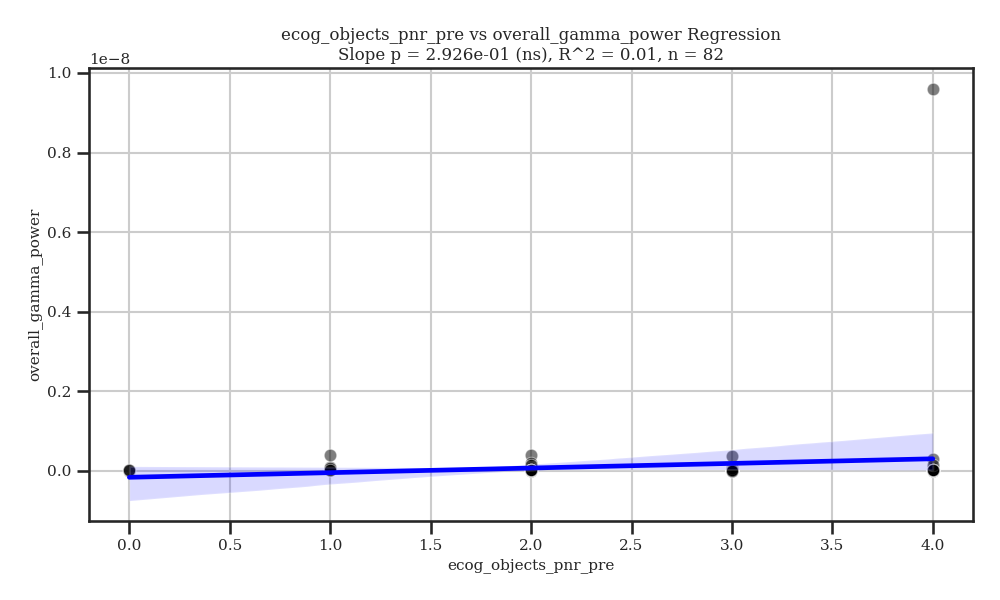 ecog_objects_pnr_pre vs overall_gamma_power Regression
Slope p = 2.926e-01 (ns), R^2 = 0.01, n = 82
1e−8
1.0
0.8
0.6
0.4
0.2
0.0
overall_gamma_power
0.0 0.5 1.0 1.5 2.0 2.5 3.0 3.5 4.0
ecog_objects_pnr_pre